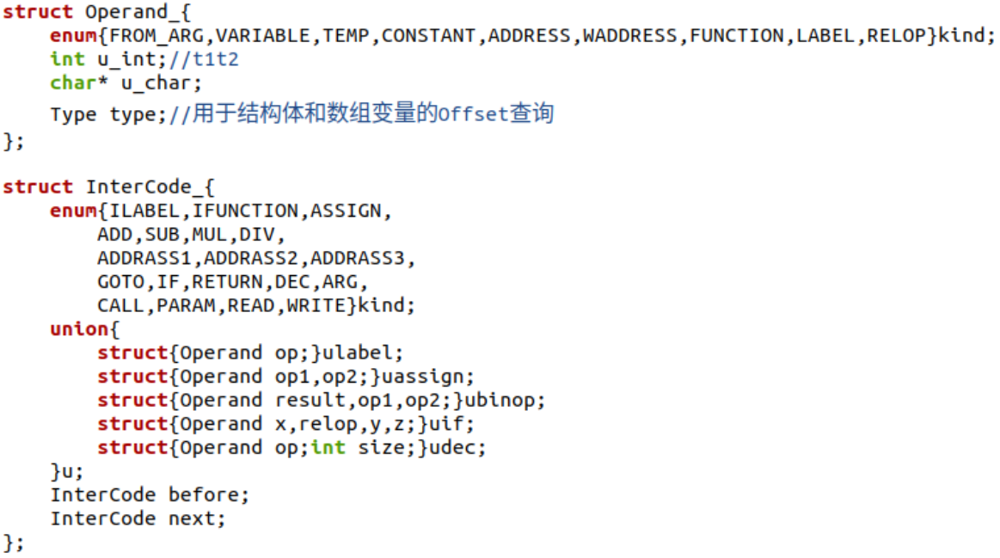 struct Operand_{
    enum{FROM_ARG,VARIABLE,TEMP,CONSTANT,ADDRESS,WADDRESS,FUNCTION,LABEL,RELOP}kind;
    int u_int;//t1t2
    char* u_char;
    Type type;//用于结构体和数组变量的Offset查询
};

struct InterCode_{
    enum{ILABEL,IFUNCTION,ASSIGN,
        ADD,SUB,MUL,DIV,
        ADDRASS1,ADDRASS2,ADDRASS3,
        GOTO,IF,RETURN,DEC,ARG,
        CALL,PARAM,READ,WRITE}kind;
    union{
        struct{Operand op;}ulabel;
        struct{Operand op1,op2;}uassign;
        struct{Operand result,op1,op2;}ubinop;
        struct{Operand x,relop,y,z;}uif;
        struct{Operand op;int size;}udec;
    }u;
    InterCode before;
    InterCode next;
};